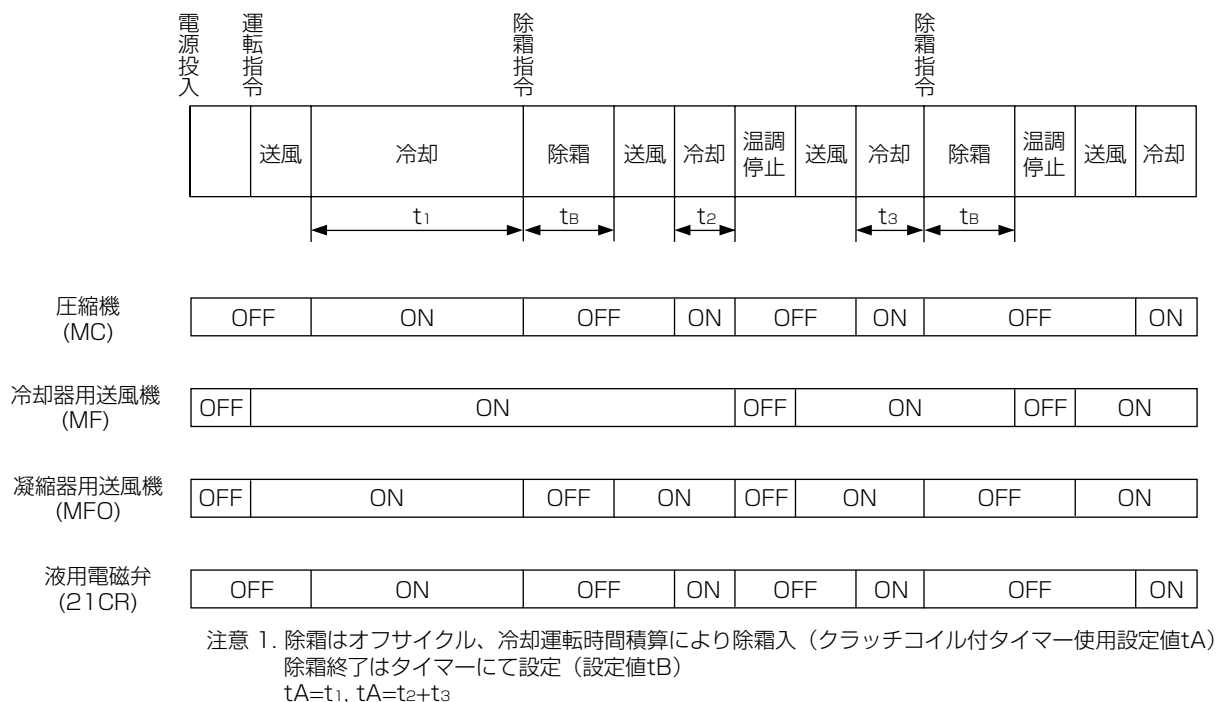 電源投入
運転指令
除霜指令
除霜指令
送風
冷却
除霜
送風
冷却
温調
停止
送風
冷却
除霜
温調
停止
送風
冷却
t1
tB
t2
t3
tB
圧縮機
(MC)
OFF
ON
OFF
ON
OFF
ON
OFF
ON
冷却器用送風機
(MF)
OFF
ON
OFF
ON
OFF
ON
凝縮器用送風機
(MFO)
OFF
ON
OFF
ON
OFF
ON
OFF
ON
液用電磁弁
(21CR)
OFF
ON
OFF
ON
OFF
ON
OFF
ON
注意 1. 除霜はオフサイクル、冷却運転時間積算により除霜入（クラッチコイル付タイマー使用設定値tA）
除霜終了はタイマーにて設定（設定値tB）
tA=t1, tA=t2+t3